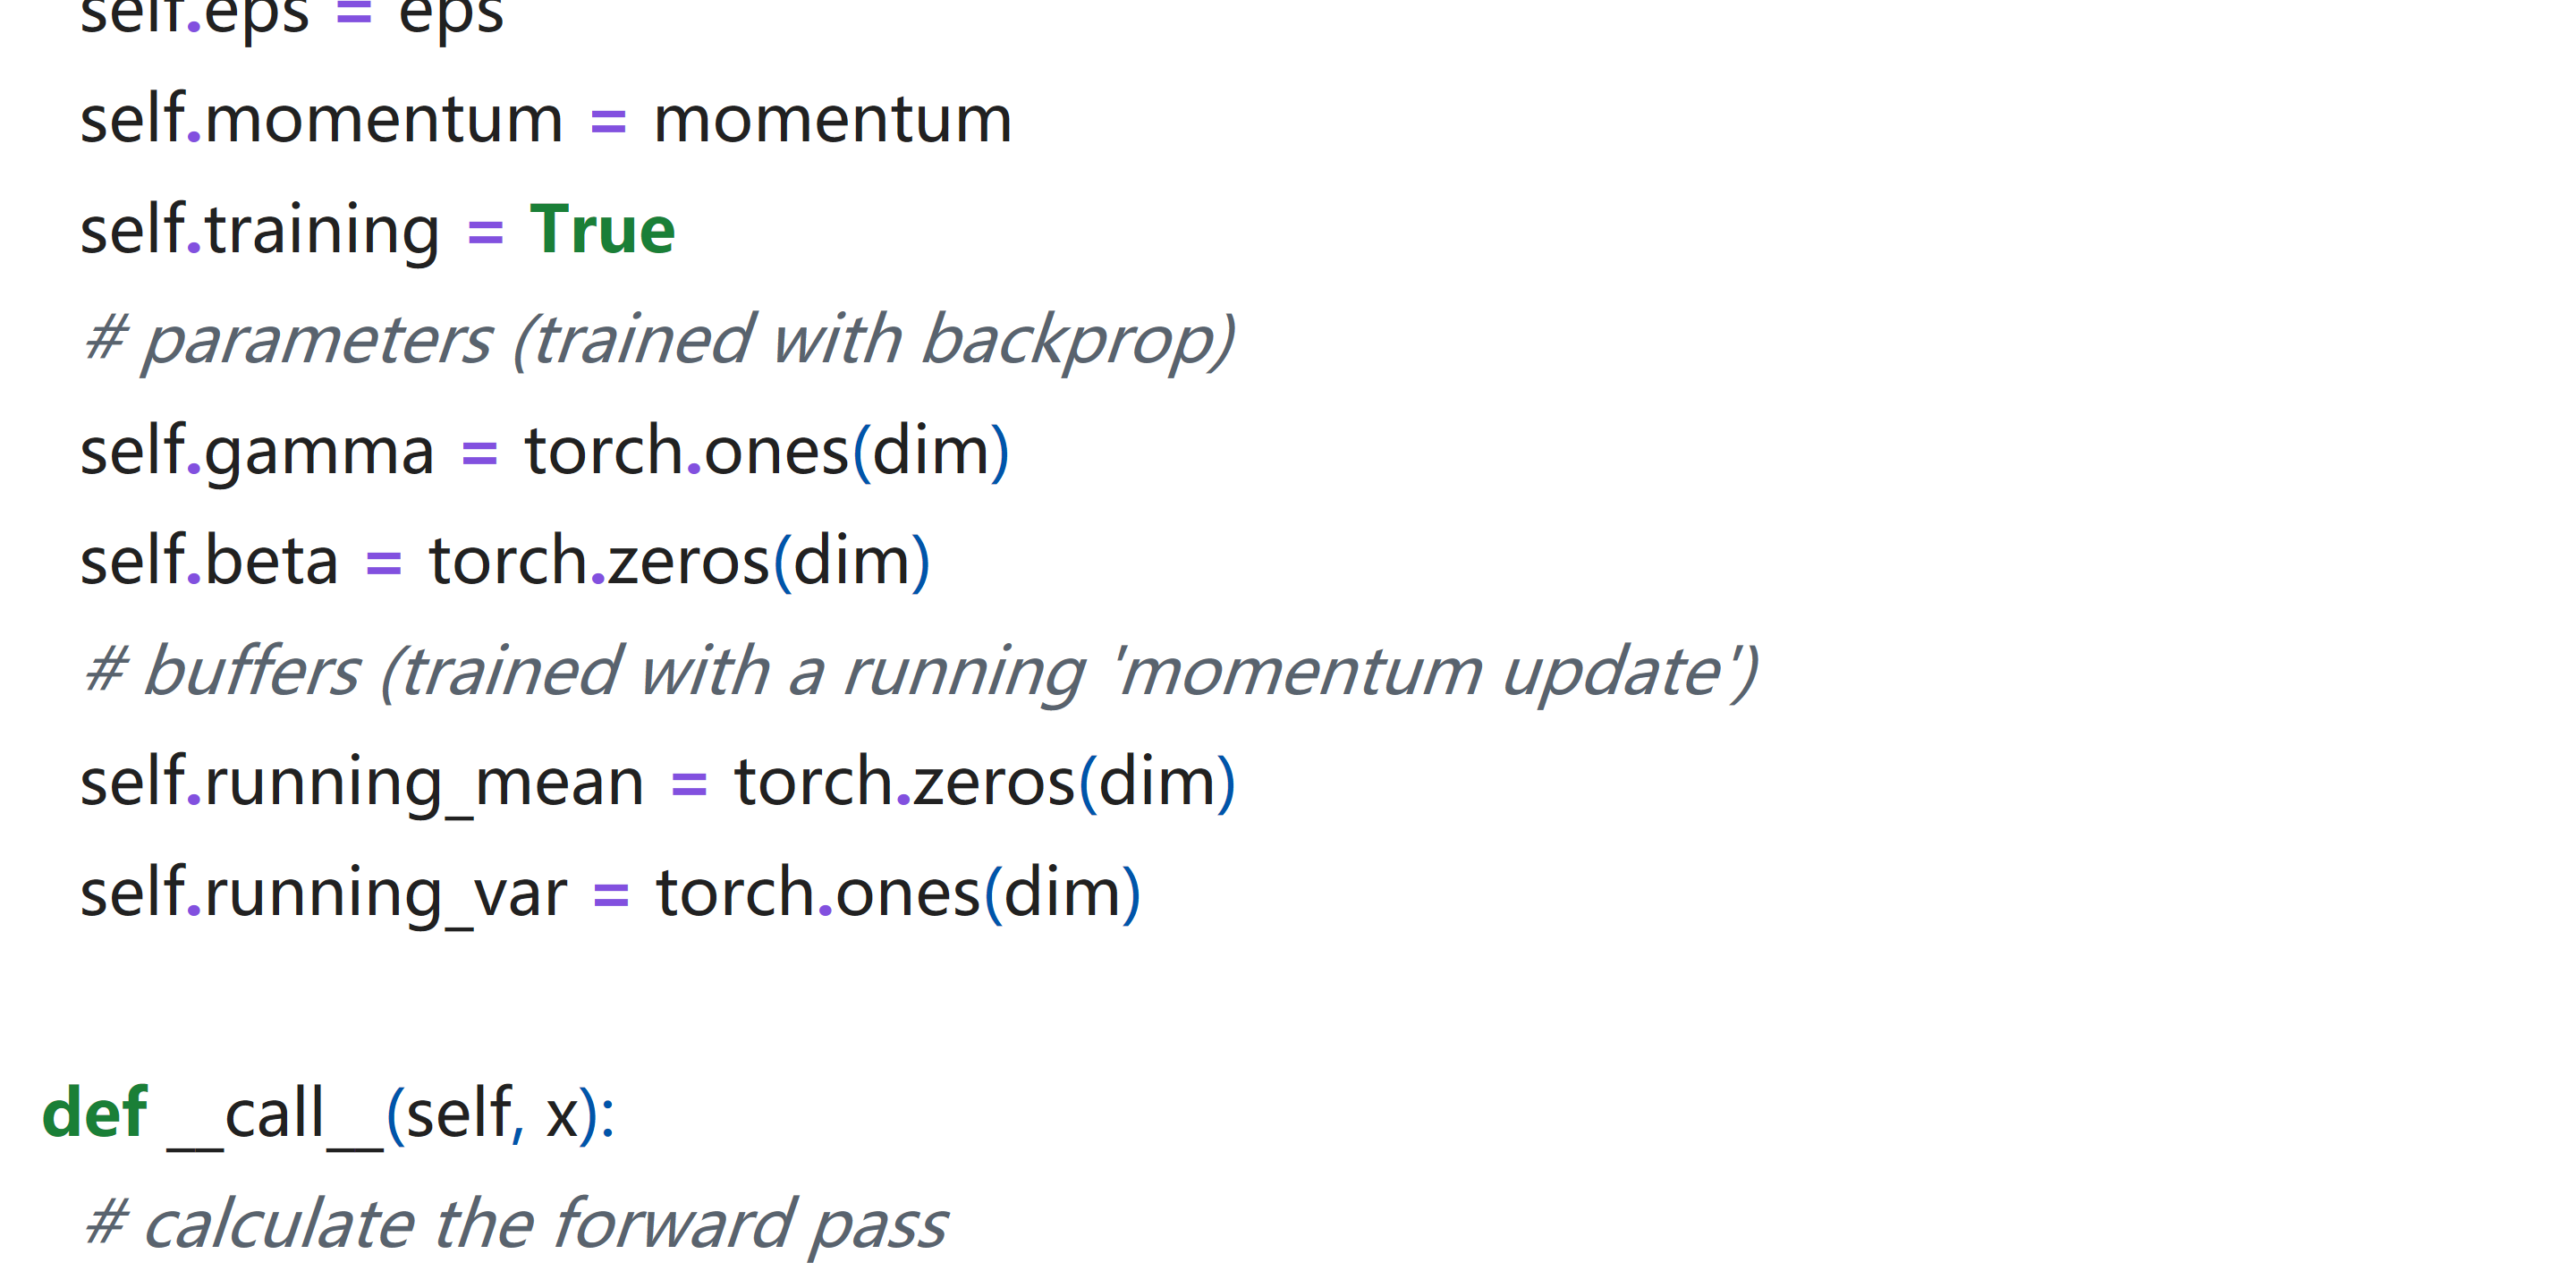 self.eps = eps
self.momentum = momentum
self.training = True
# parameters (trained with backprop)
self.gamma = torch.ones(dim)
self.beta = torch.zeros(dim)
# buffers (trained with a running 'momentum update')
self.running_mean = torch.zeros(dim)
self.running_var = torch.ones(dim)
def __call__(self, x):
# calculate the forward pass